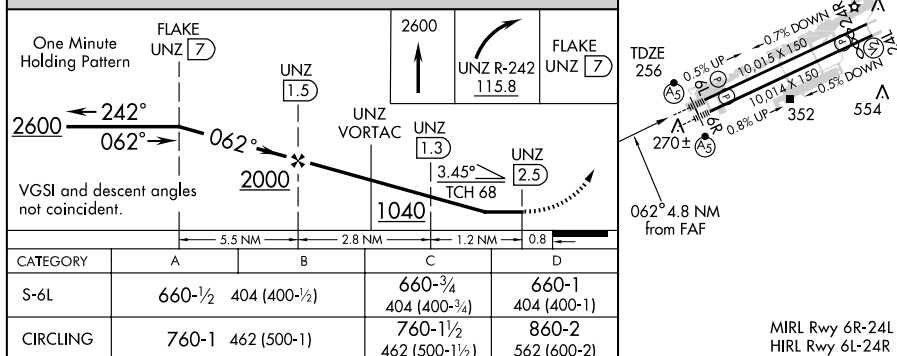 One Minute
Holding Pattern
FLAKE
UNZ 7
UNZ
1.5
2600
UNZ R-242
115.8
FLAKE
UNZ 7
UNZ
VORTAC
UNZ
1.3
UNZ
2.5
2600
242°
062°
062°
2000
3.45°
TCH 68
1040
VGSI and descent angles
not coincident.
5.5 NM
2.8 NM
1.2 NM
0.8
CATEGORY A B C D
S-6L 660-½ 404 (400-½) 660-¾ 404 (400-¾) 660-1 404 (400-1)
CIRCLING 760-1 462 (500-1) 760-1½ 462 (500-1½) 860-2 562 (600-2)
TDZE
256
0.5% UP
0.7% DOWN
24R
24L
10,015 X 150
10,014 X 150
P
P
P
P
A5
6L
6R
0.8% UP
0.5% DOWN
270±
A5
352
554
062° 4.8 NM
from FAF
MIRL Rwy 6R-24L
HIRL Rwy 6L-24R